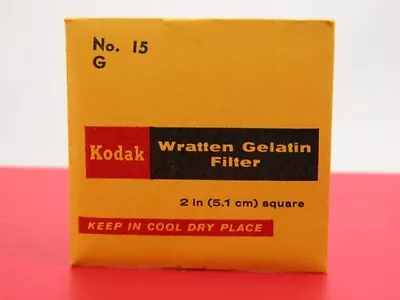 No. 15
G
Kodak
Wratten Gelatin
Filter
2 in (5.1 cm) square
KEEP IN COOL DRY PLACE